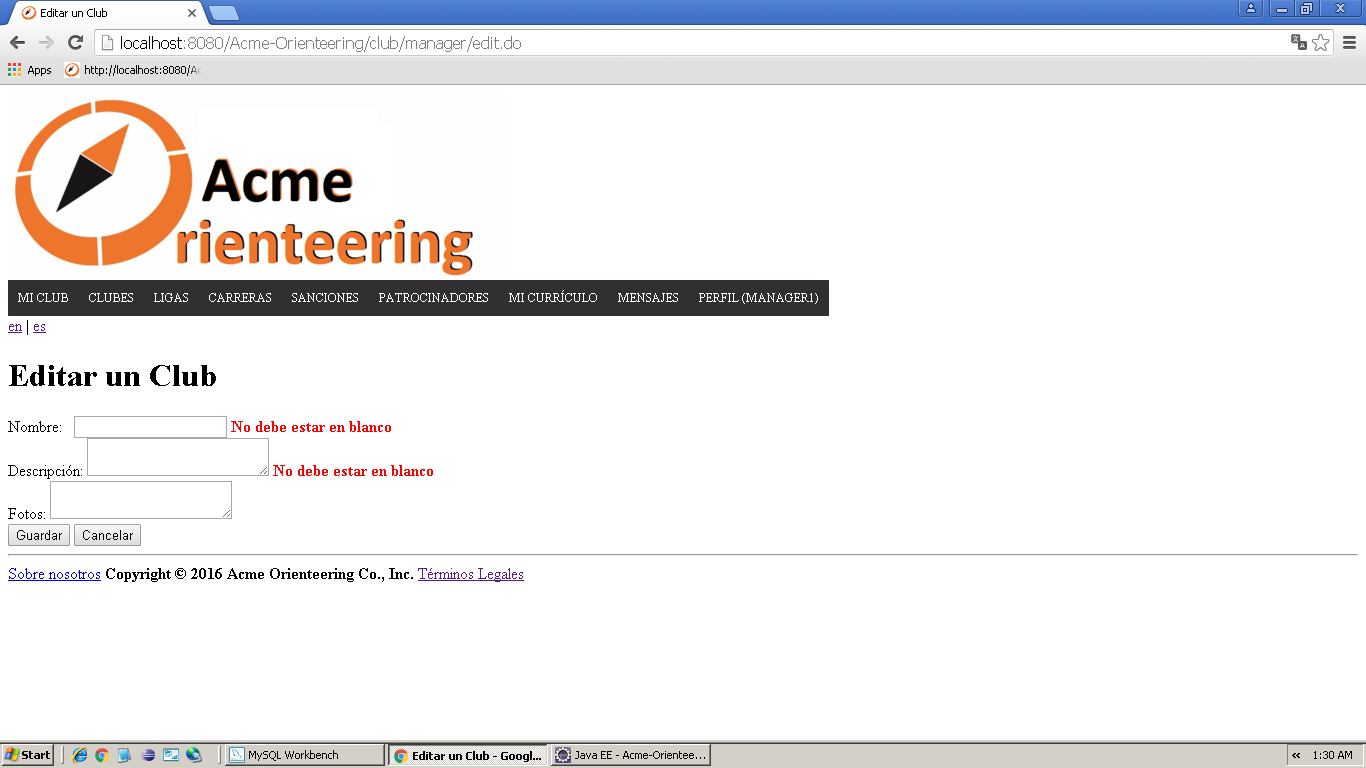 Editar un Club
localhost:8080/Acme-Orienteering/club/manager/edit.do
Apps http://localhost:8080/Ac
Acme
rienteering
MI CLUB CLUBES LIGAS CARRERAS SANCIONES PATROCINADORES MI CURRÍCULO MENSAJES PERFIL (MANAGER1)
en | es
Editar un Club
Nombre: No debe estar en blanco
Descripción: No debe estar en blanco
Fotos:
Guardar Cancelar
Sobre nosotros Copyright © 2016 Acme Orienteering Co., Inc. Términos Legales
Start MySQL Workbench Editar un Club - Googl... Java EE - Acme-Oriente... « 1:30 AM